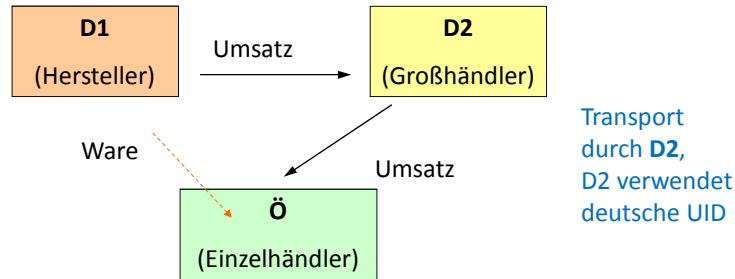 D1
(Hersteller)
Umsatz
D2
(Großhändler)
Ware
Umsatz
Ö
(Einzelhändler)
Transport
durch D2,
D2 verwendet
deutsche UID